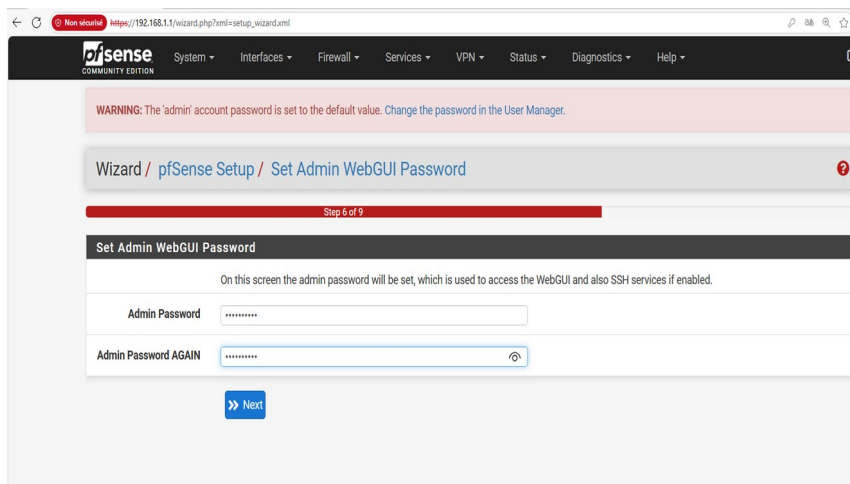 Non sécurisé https://192.168.1.1/wizard.php?xml=setup_wizard.xml
pfsense
COMMUNITY EDITION
System Interfaces Firewall Services VPN Status Diagnostics Help
WARNING: The 'admin' account password is set to the default value. Change the password in the User Manager.
Wizard / pfSense Setup / Set Admin WebGUI Password
Step 6 of 9
Set Admin WebGUI Password
On this screen the admin password will be set, which is used to access the WebGUI and also SSH services if enabled.
Admin Password ••••••••••
Admin Password AGAIN ••••••••••
Next